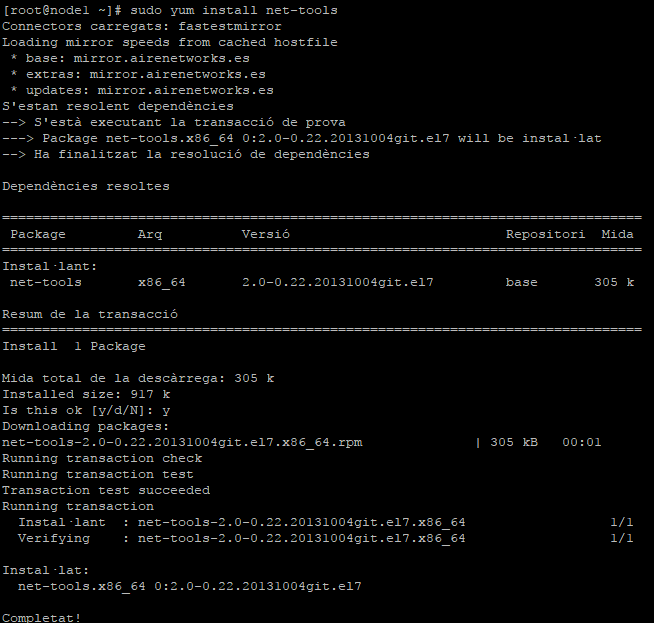 [root@node1 ~]# sudo yum install net-tools
Connectors carregats: fastestmirror
Loading mirror speeds from cached hostfile
 * base: mirror.airenetworks.es
 * extras: mirror.airenetworks.es
 * updates: mirror.airenetworks.es
S'estan resolent dependències
--> S'està executant la transacció de prova
---> Package net-tools.x86_64 0:2.0-0.22.20131004git.el7 will be instal·lat
--> Ha finalitzat la resolució de dependències

Dependències resoltes

================================================================================
 Package         Arq          Versió                           Repositori  Mida
================================================================================
Instal·lant:
 net-tools       x86_64       2.0-0.22.20131004git.el7         base       305 k

Resum de la transacció
================================================================================
Install  1 Package

Mida total de la descàrrega: 305 k
Installed size: 917 k
Is this ok [y/d/N]: y
Downloading packages:
net-tools-2.0-0.22.20131004git.el7.x86_64.rpm              | 305 kB   00:01
Running transaction check
Running transaction test
Transaction test succeeded
Running transaction
  Instal·lant  : net-tools-2.0-0.22.20131004git.el7.x86_64                  1/1
  Verifying    : net-tools-2.0-0.22.20131004git.el7.x86_64                  1/1

Instal·lat:
  net-tools.x86_64 0:2.0-0.22.20131004git.el7

Completat!